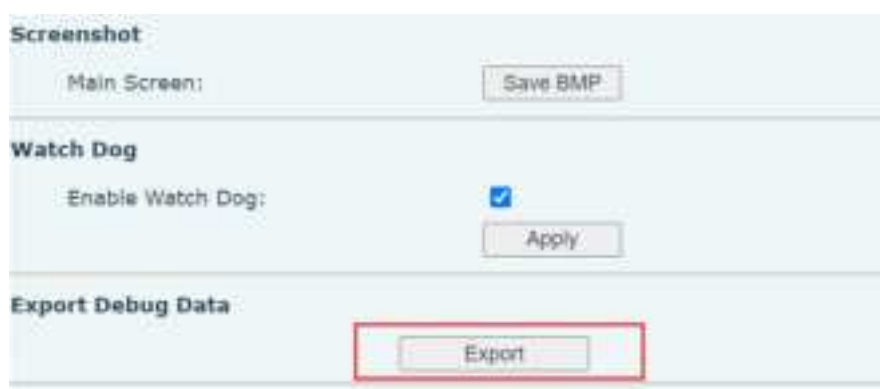 Screenshot
Main Screen: Save BMP
Watch Dog
Enable Watch Dog:
Apply
Export Debug Data
Export